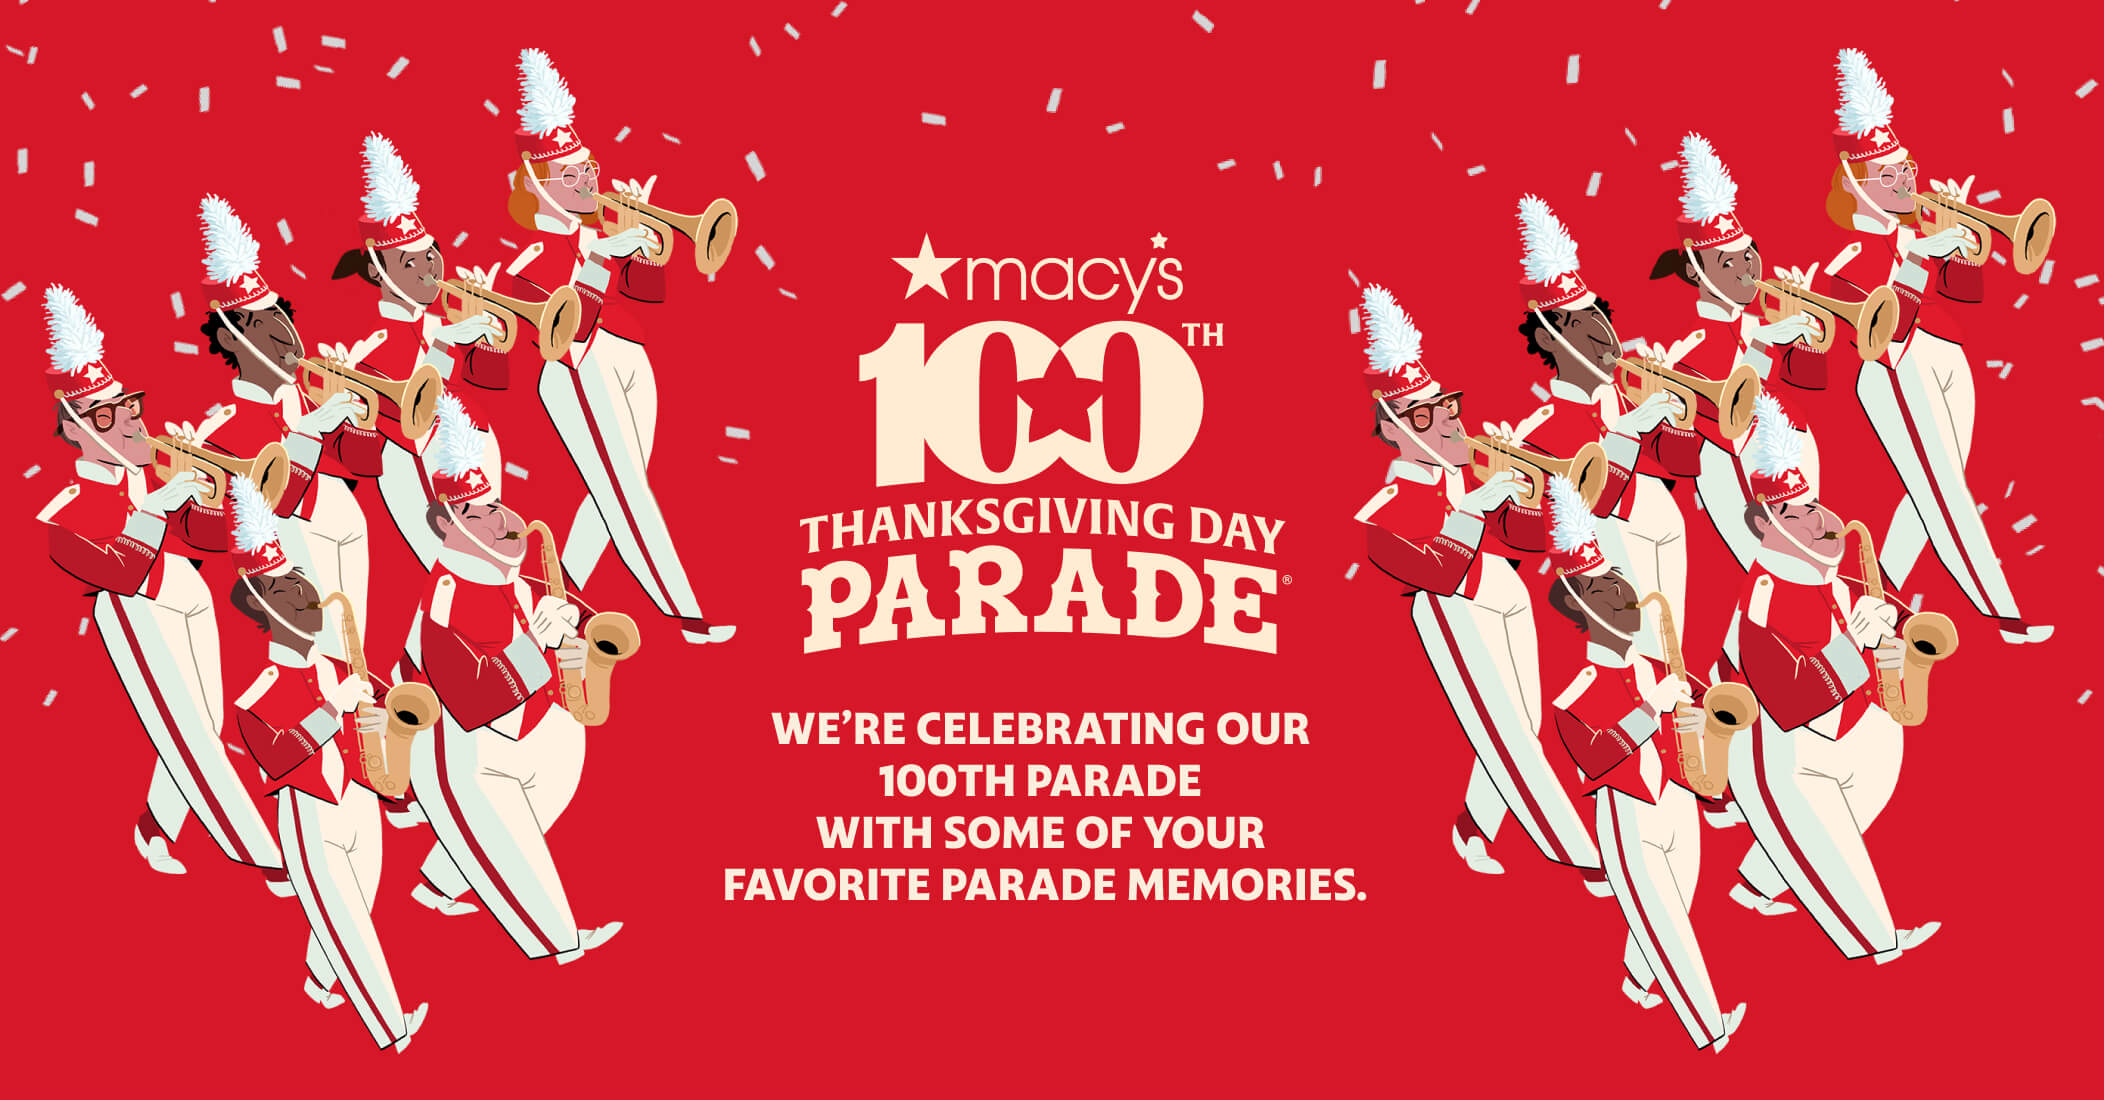 macy's
100TH
THANKSGIVING DAY
PARADE®
WE’RE CELEBRATING OUR
100TH PARADE
WITH SOME OF YOUR
FAVORITE PARADE MEMORIES.